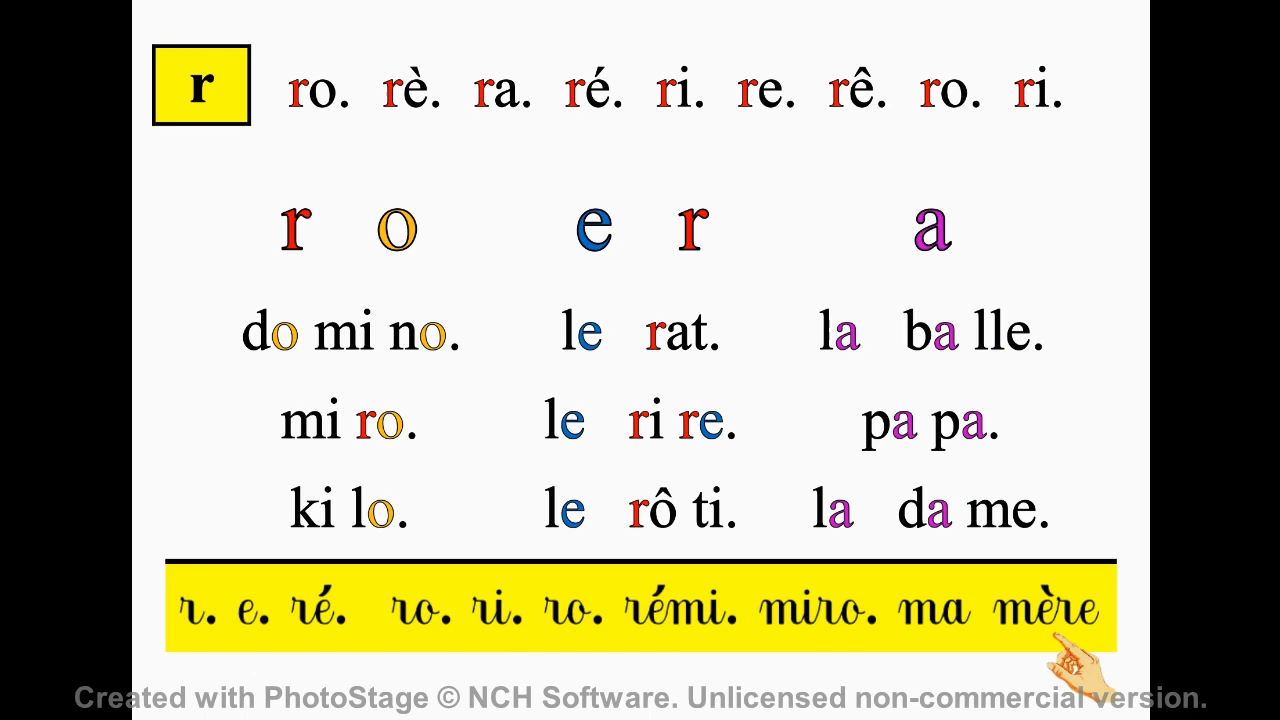 r ro. rè. ra. ré. ri. re. rê. ro. ri.
r o e r a
do mi no. le rat. la ba lle.
mi ro. le ri re. pa pa.
ki lo. le rô ti. la da me.
r. e. ré. ro. ri. ro. rémi. miro. ma mère
Created with PhotoStage © NCH Software. Unlicensed non-commercial version.